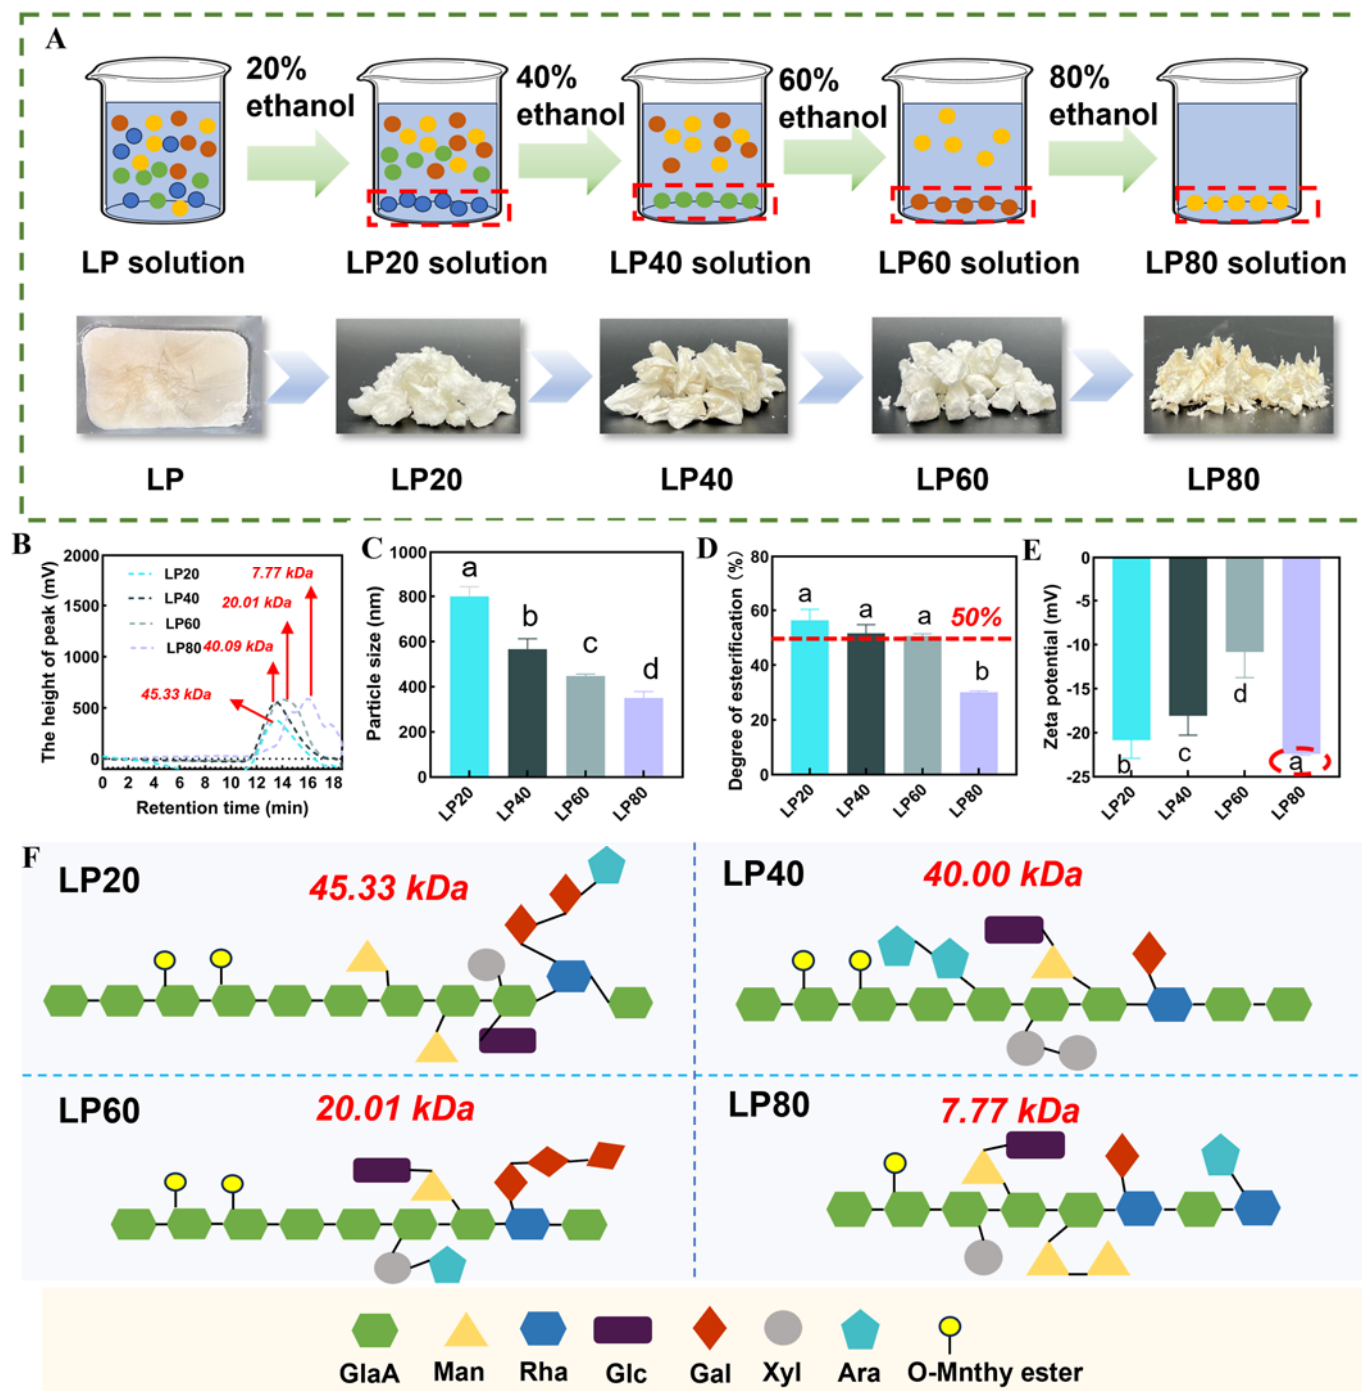 A
20% ethanol
40% ethanol
60% ethanol
80% ethanol
LP solution
LP20 solution
LP40 solution
LP60 solution
LP80 solution
LP
LP20
LP40
LP60
LP80
B
The height of peak (mV)
2000
1500
1000
500
0
LP20
LP40
LP60
LP80
7.77 kDa
20.01 kDa
40.09 kDa
45.33 kDa
0 2 4 6 8 10 12 14 16 18
Retention time (min)
C
Particle size (nm)
1000
800
600
400
200
0
a
b
c
d
LP20
LP40
LP60
LP80
D
Degree of esterification (%)
80
60
40
20
0
a
a
a
b
50%
LP20
LP40
LP60
LP80
E
Zeta potential (mV)
0
-5
-10
-15
-20
-25
b
c
d
a
LP20
LP40
LP60
LP80
F
LP20
45.33 kDa
LP40
40.00 kDa
LP60
20.01 kDa
LP80
7.77 kDa
GlaA
Man
Rha
Glc
Gal
Xyl
Ara
O-Mnthy ester